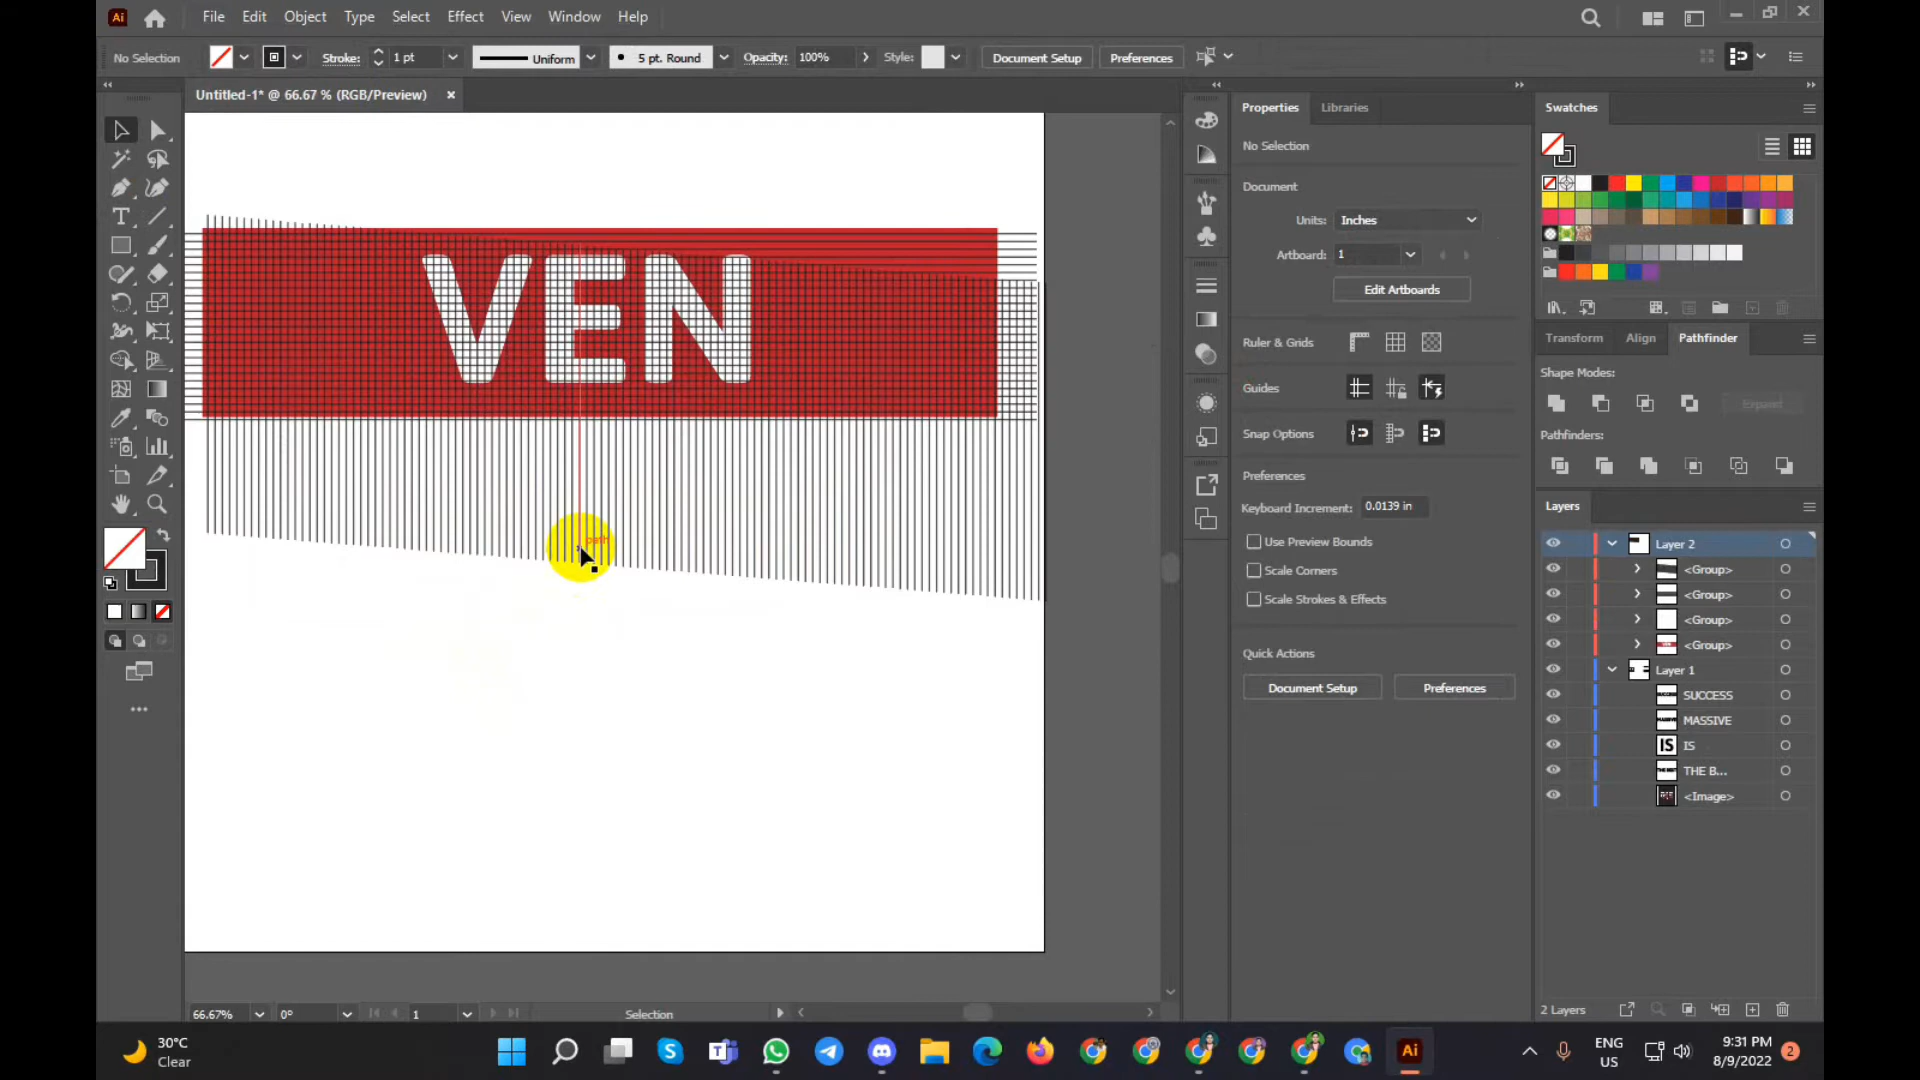 Ai
File
Edit
Object
Type
Select
Effect
View
Window
Help
No Selection
Stroke:
1 pt
Uniform
5 pt. Round
Opacity:
100%
Style:
Document Setup
Preferences
Untitled-1* @ 66.67 % (RGB/Preview)
×
VEN
path
Properties
Libraries
No Selection
Document
Units:
Inches
Artboard:
1
Edit Artboards
Ruler & Grids
Guides
Snap Options
Preferences
Keyboard Increment:
0.0139 in
Use Preview Bounds
Scale Corners
Scale Strokes & Effects
Quick Actions
Document Setup
Preferences
Swatches
Transform
Align
Pathfinder
Shape Modes:
Expand
Pathfinders:
Layers
Layer 2
<Group>
<Group>
<Group>
<Group>
Layer 1
SUCCESS
MASSIVE
IS
IS
THE B...
<Image>
2 Layers
66.67%
0°
1
Selection
30°C
Clear
Ai
ENG
US
9:31 PM
8/9/2022
2